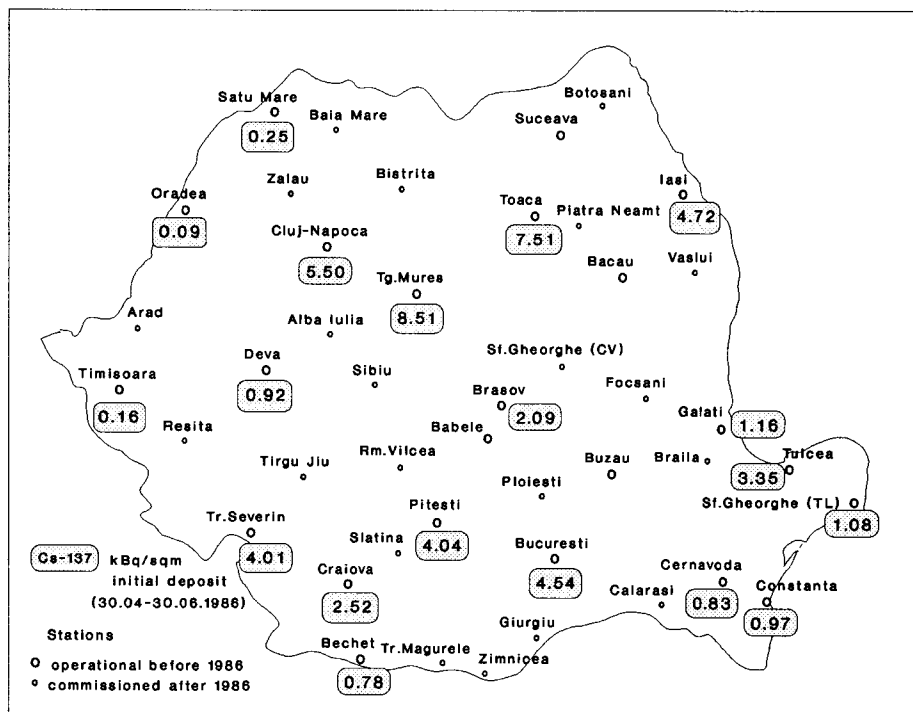 Botosani
Satu Mare
Baia Mare
Suceava
0.25
Zalau
Bistrita
Iasi
Oradea
Toaca
Piatra Neamt
4.72
0.09
Cluj-Napoca
7.51
5.50
Bacau
Vaslui
Tg.Mures
Arad
Alba Iulia
8.51
Sf.Gheorghe (CV)
Deva
Timisoara
Sibiu
Focsani
0.92
Brasov
0.16
2.09
Galati
1.16
Resita
Babele
Rm.Vilcea
Buzau
Braila
Tulcea
Tirgu Jiu
3.35
Ploiesti
Sf.Gheorghe (TL)
Pitesti
1.08
Tr.Severin
Slatina
4.04
Bucuresti
Cs-137
kBq/sqm
4.01
initial deposit
Craiova
4.54
Cernavoda
(30.04-30.06.1986)
2.52
Calarasi
0.83
Constanta
0.97
Giurgiu
Stations
Bechet
Tr.Magurele
Zimnicea
operational before 1986
0.78
commissioned after 1986